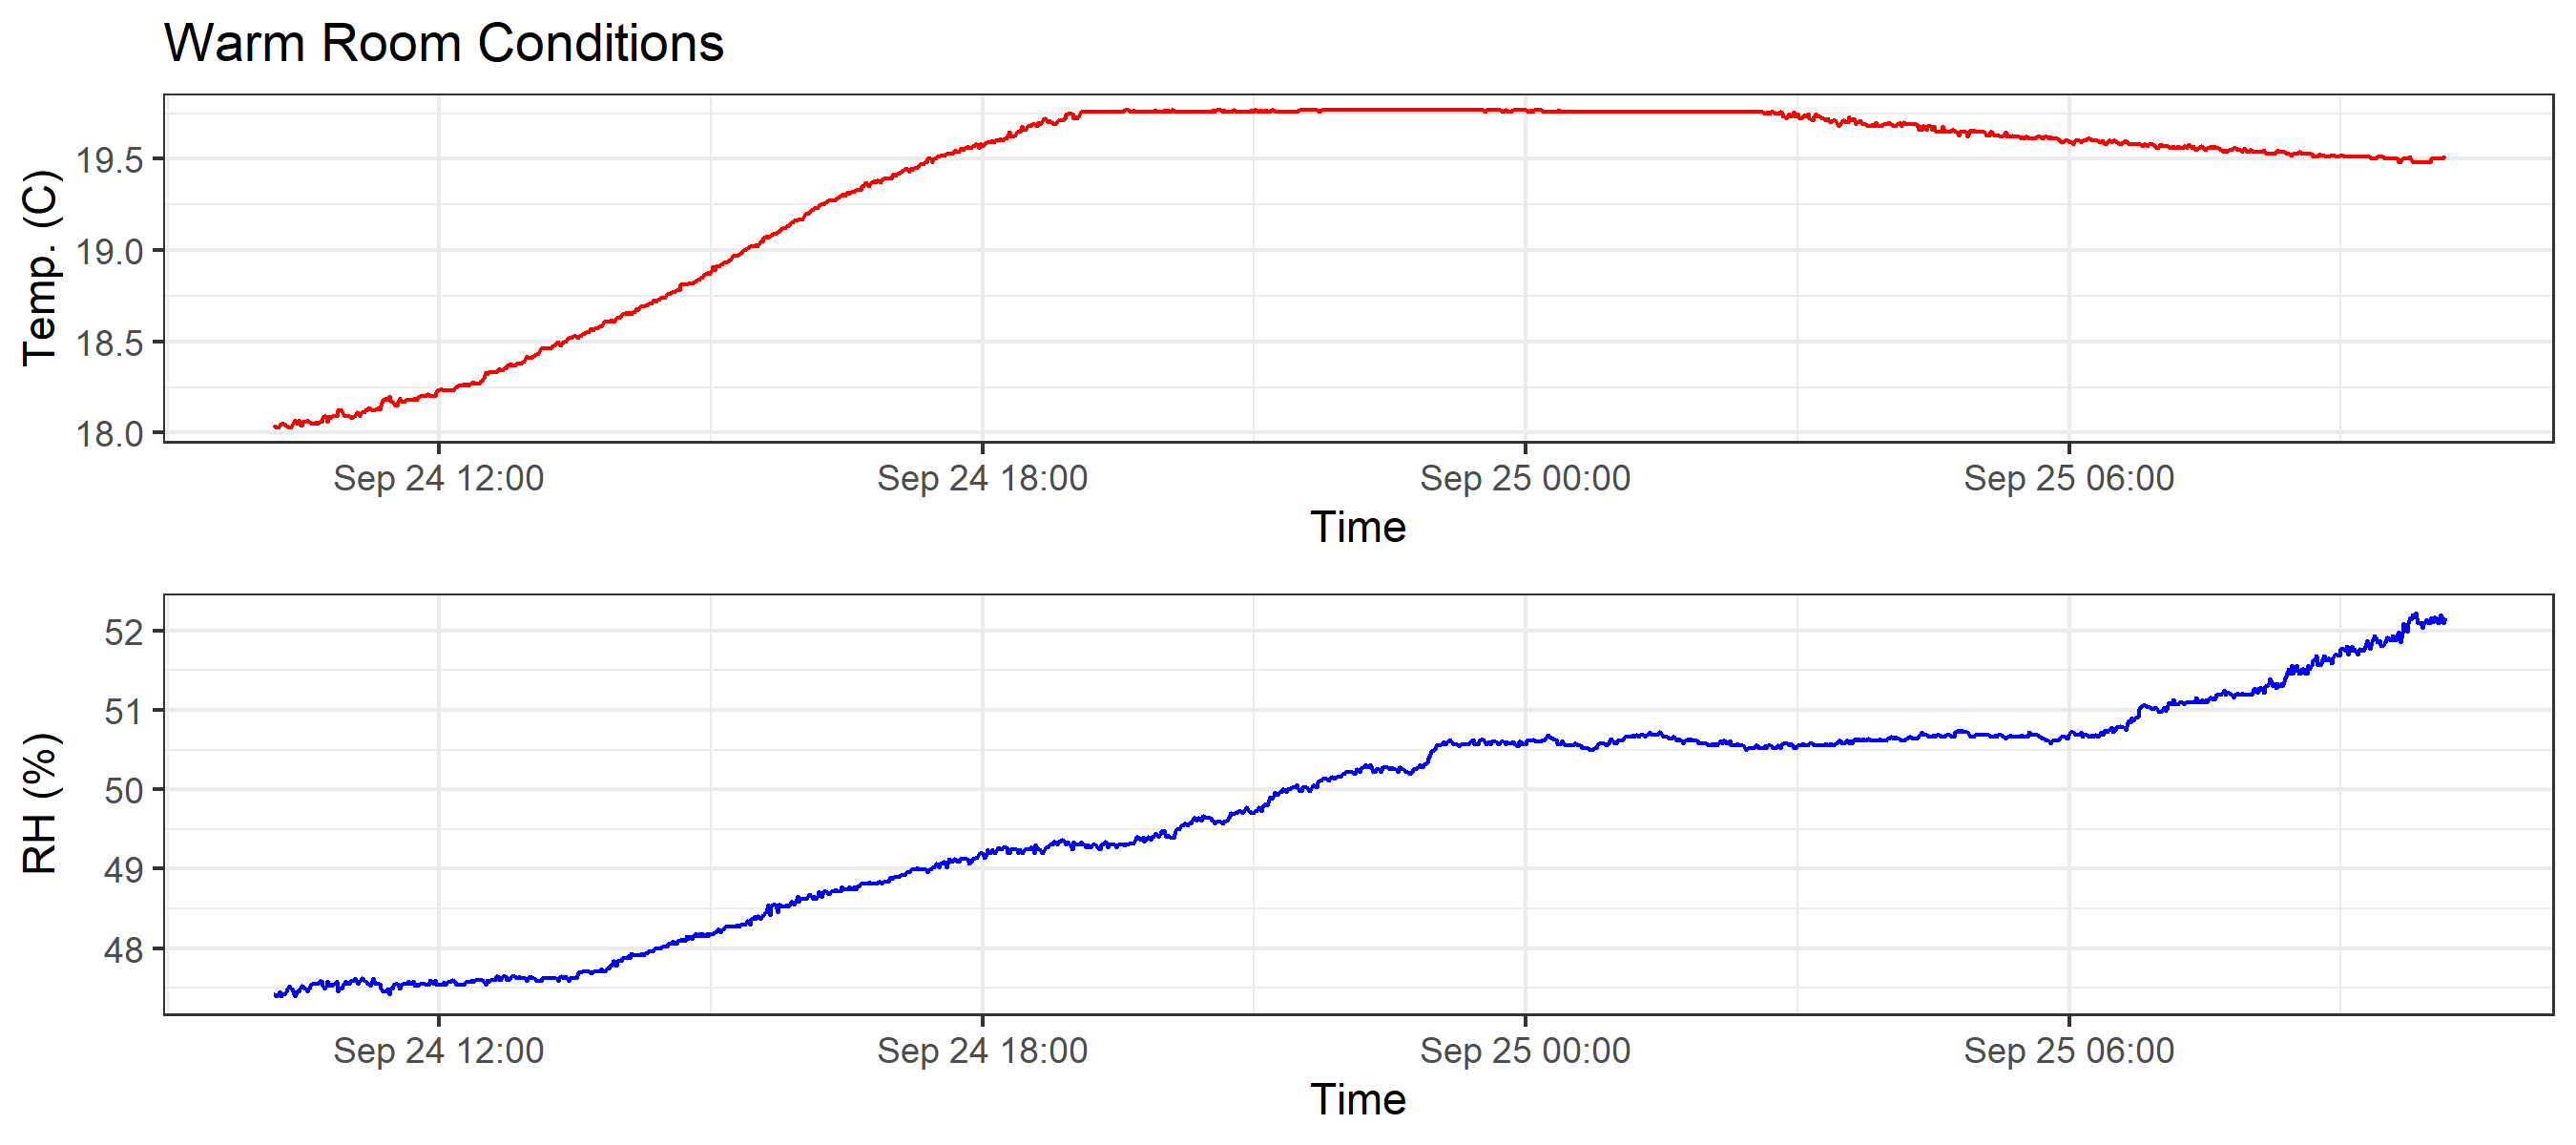 Warm Room Conditions
Temp. (C)
19.5
19.0
18.5
18.0
Sep 24 12:00 Sep 24 18:00 Sep 25 00:00 Sep 25 06:00
Time
RH (%)
52
51
50
49
48
Sep 24 12:00 Sep 24 18:00 Sep 25 00:00 Sep 25 06:00
Time